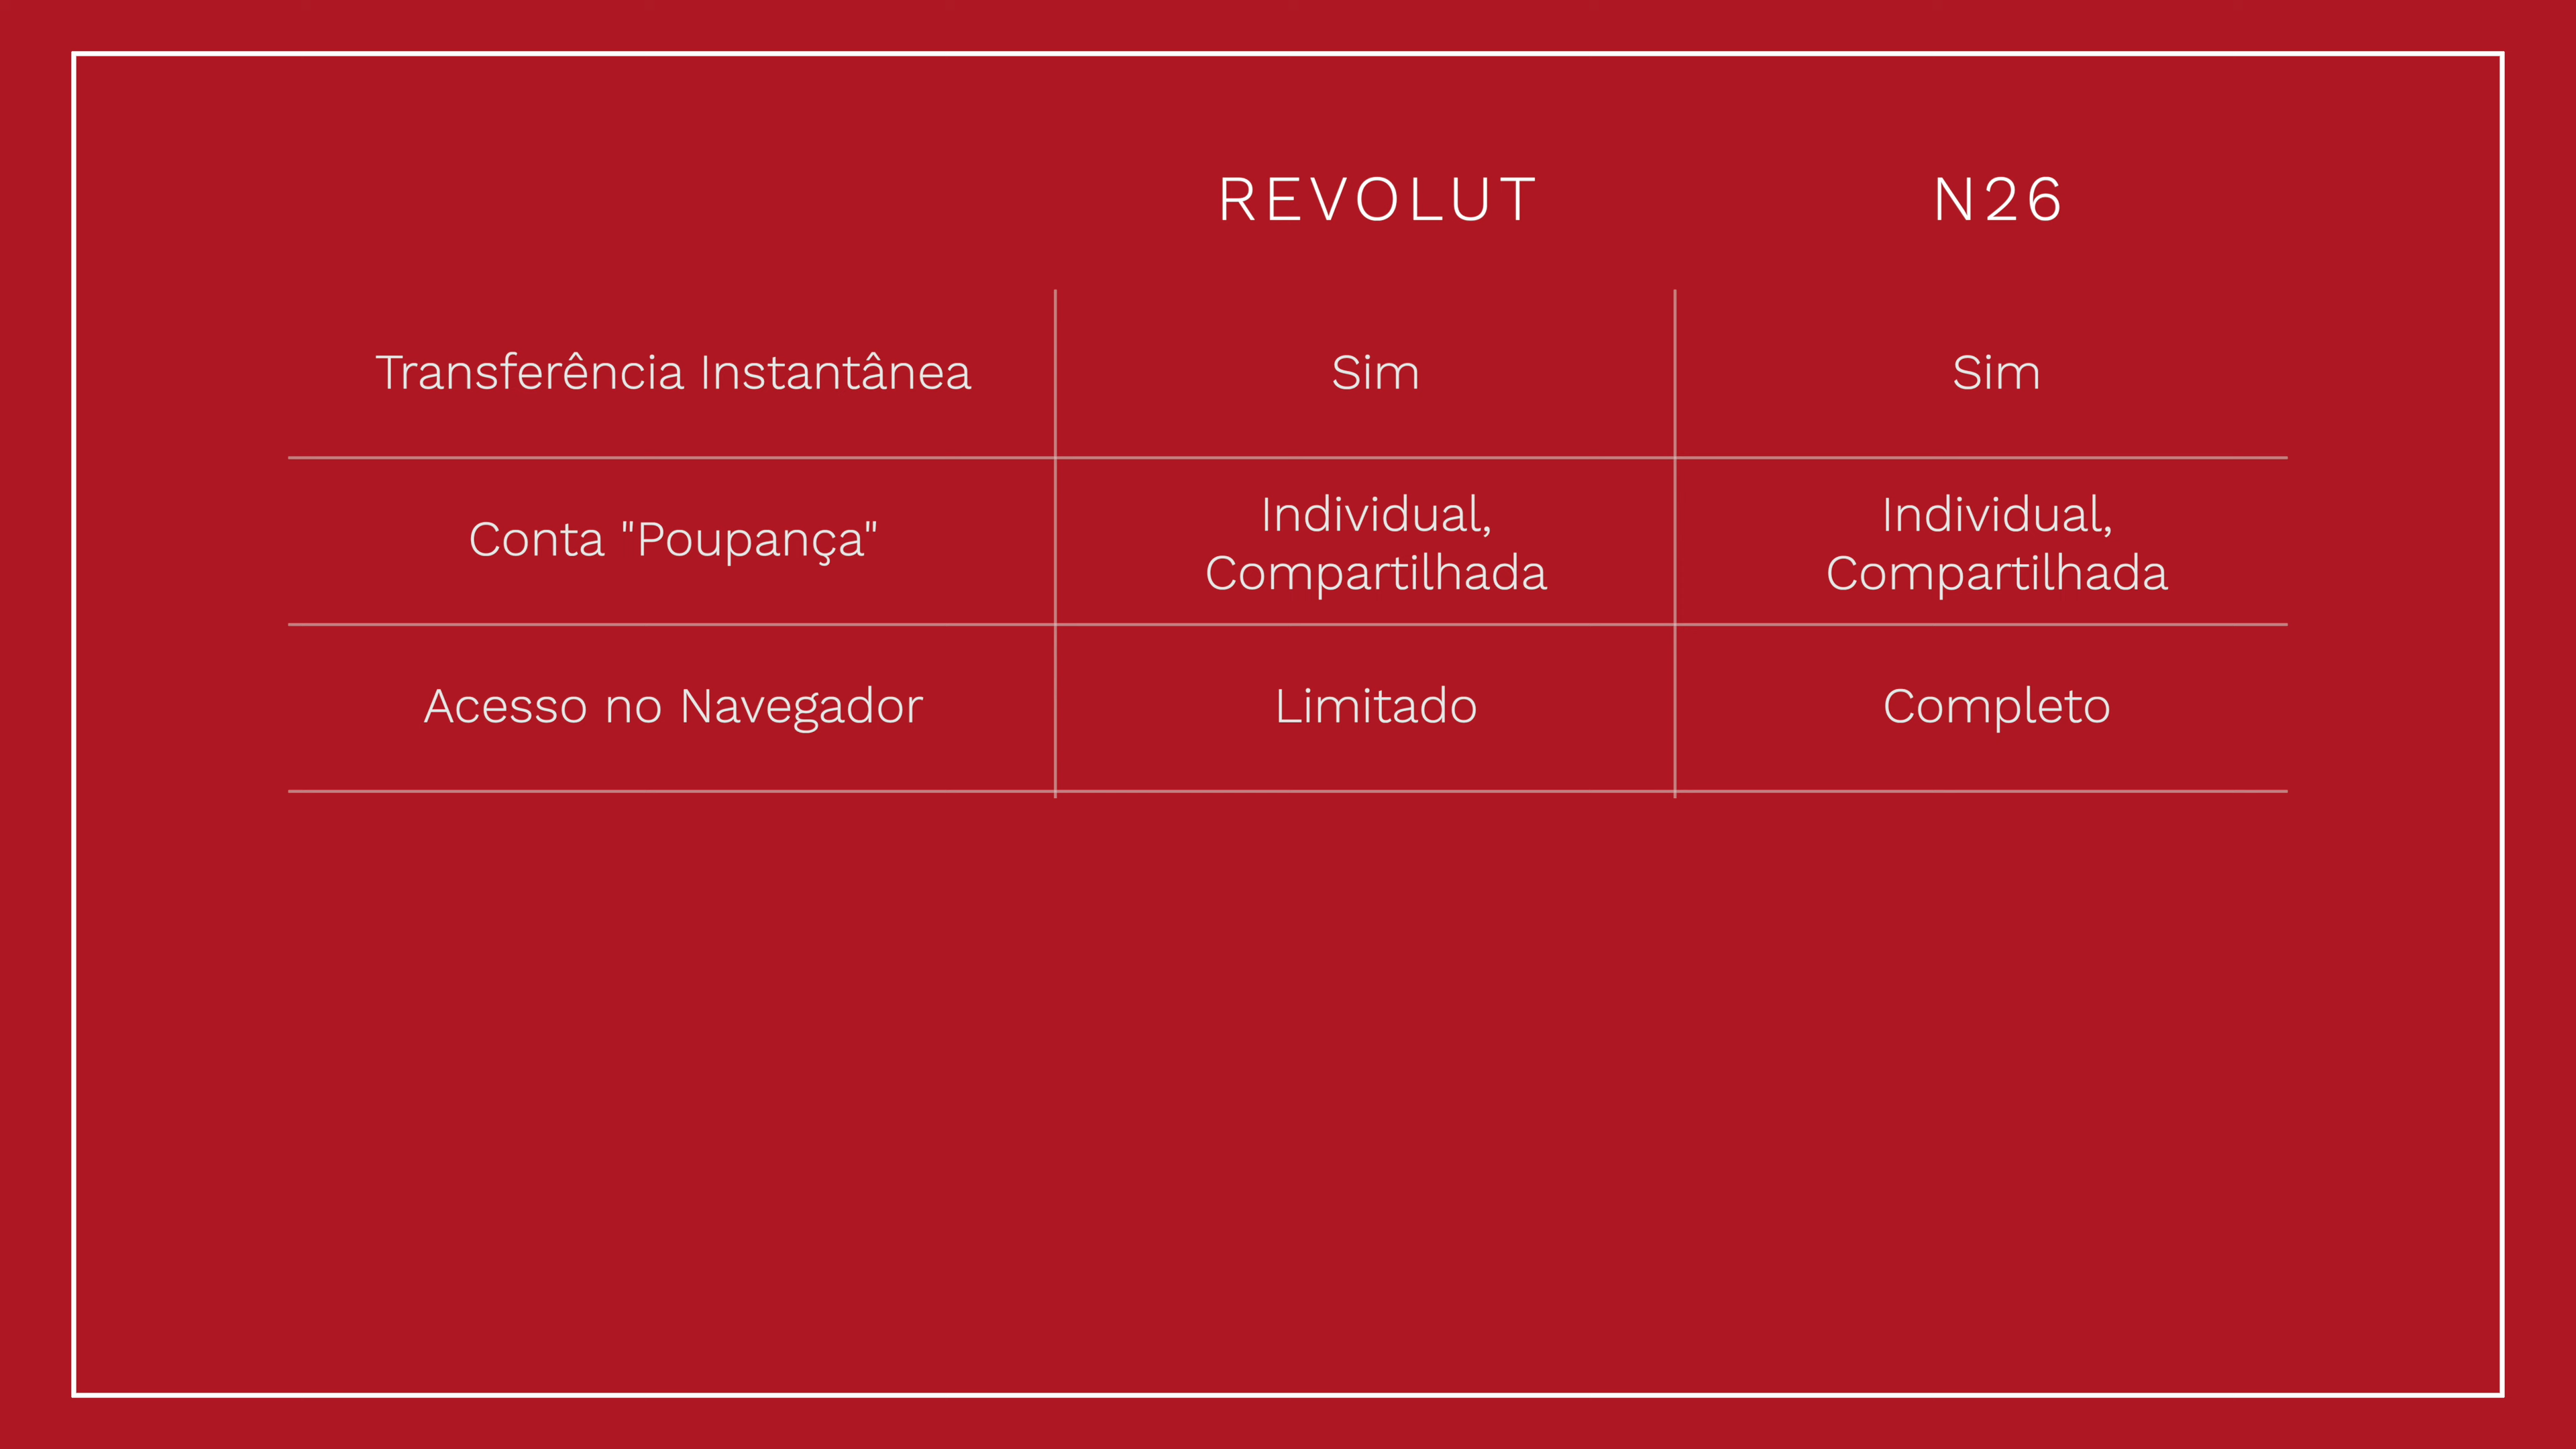 REVOLUT N26
Transferência Instantânea Sim Sim
Conta "Poupança" Individual, Compartilhada Individual, Compartilhada
Acesso no Navegador Limitado Completo